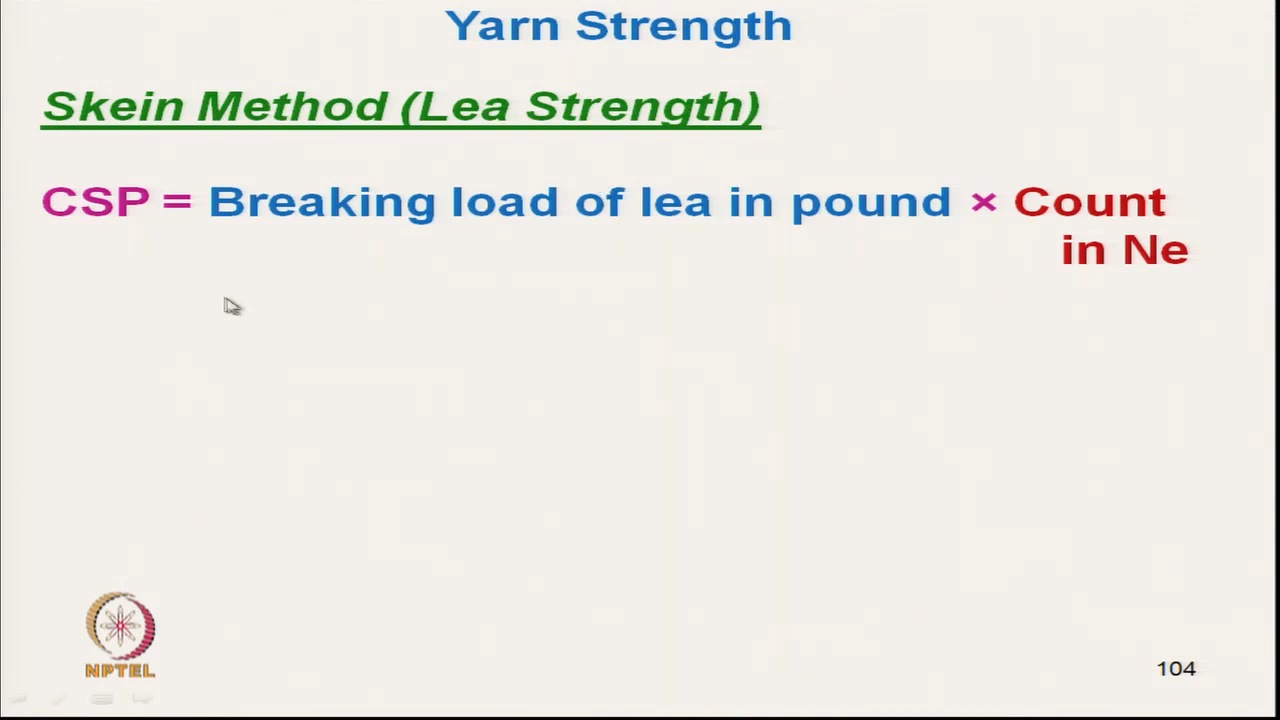 Yarn Strength
Skein Method (Lea Strength)
CSP = Breaking load of lea in pound × Count
in Ne
NPTEL
104